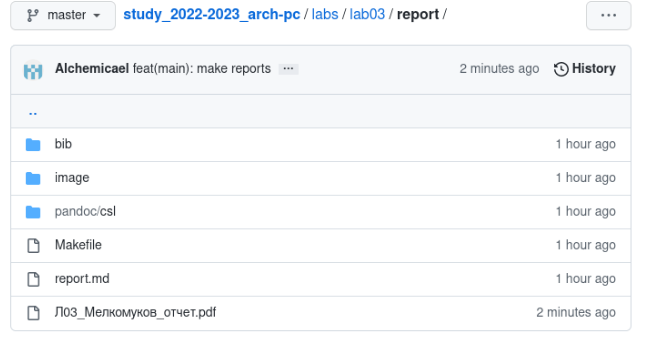 master study_2022-2023_arch-pc / labs / lab03 / report / ...
Alchemicael feat(main): make reports ... 2 minutes ago History
..
bib 1 hour ago
image 1 hour ago
pandoc/csl 1 hour ago
Makefile 1 hour ago
report.md 1 hour ago
Л03_Мелкомуков_отчет.pdf 2 minutes ago